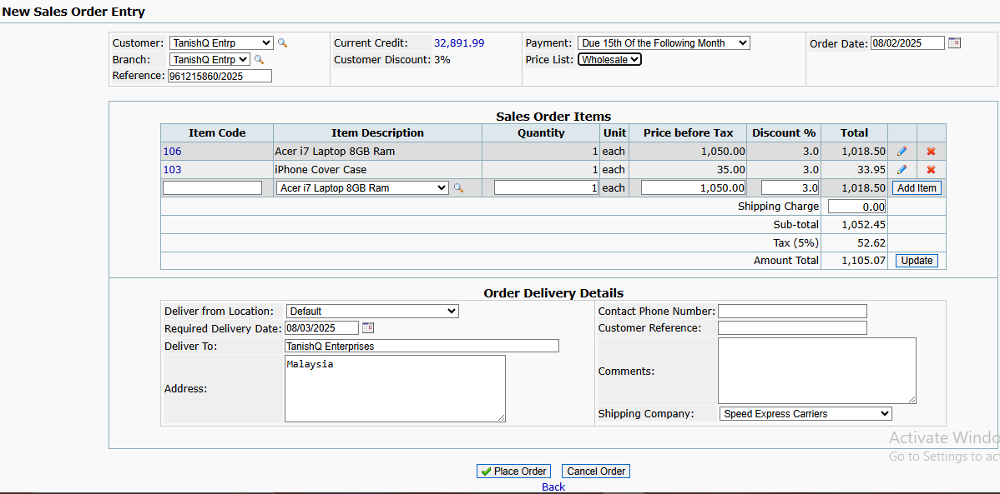 New Sales Order Entry
Customer: TanishQ Entrp Current Credit: 32,891.99 Payment: Due 15th Of the Following Month Order Date: 08/02/2025
Branch: TanishQ Entrp Customer Discount: 3% Price List: Wholesale
Reference: 961215860/2025
Sales Order Items
Item Code Item Description Quantity Unit Price before Tax Discount % Total
106 Acer i7 Laptop 8GB Ram 1 each 1,050.00 3.0 1,018.50
103 iPhone Cover Case 1 each 35.00 3.0 33.95
Acer i7 Laptop 8GB Ram 1 each 1,050.00 3.0 1,018.50 Add Item
Shipping Charge 0.00
Sub-total 1,052.45
Tax (5%) 52.62
Amount Total 1,105.07 Update
Order Delivery Details
Deliver from Location: Default Contact Phone Number:
Required Delivery Date: 08/03/2025 Customer Reference:
Deliver To: TanishQ Enterprises
Address: Malaysia Comments:
Shipping Company: Speed Express Carriers
Activate Windo
Go to Settings to act
Place Order Cancel Order
Back